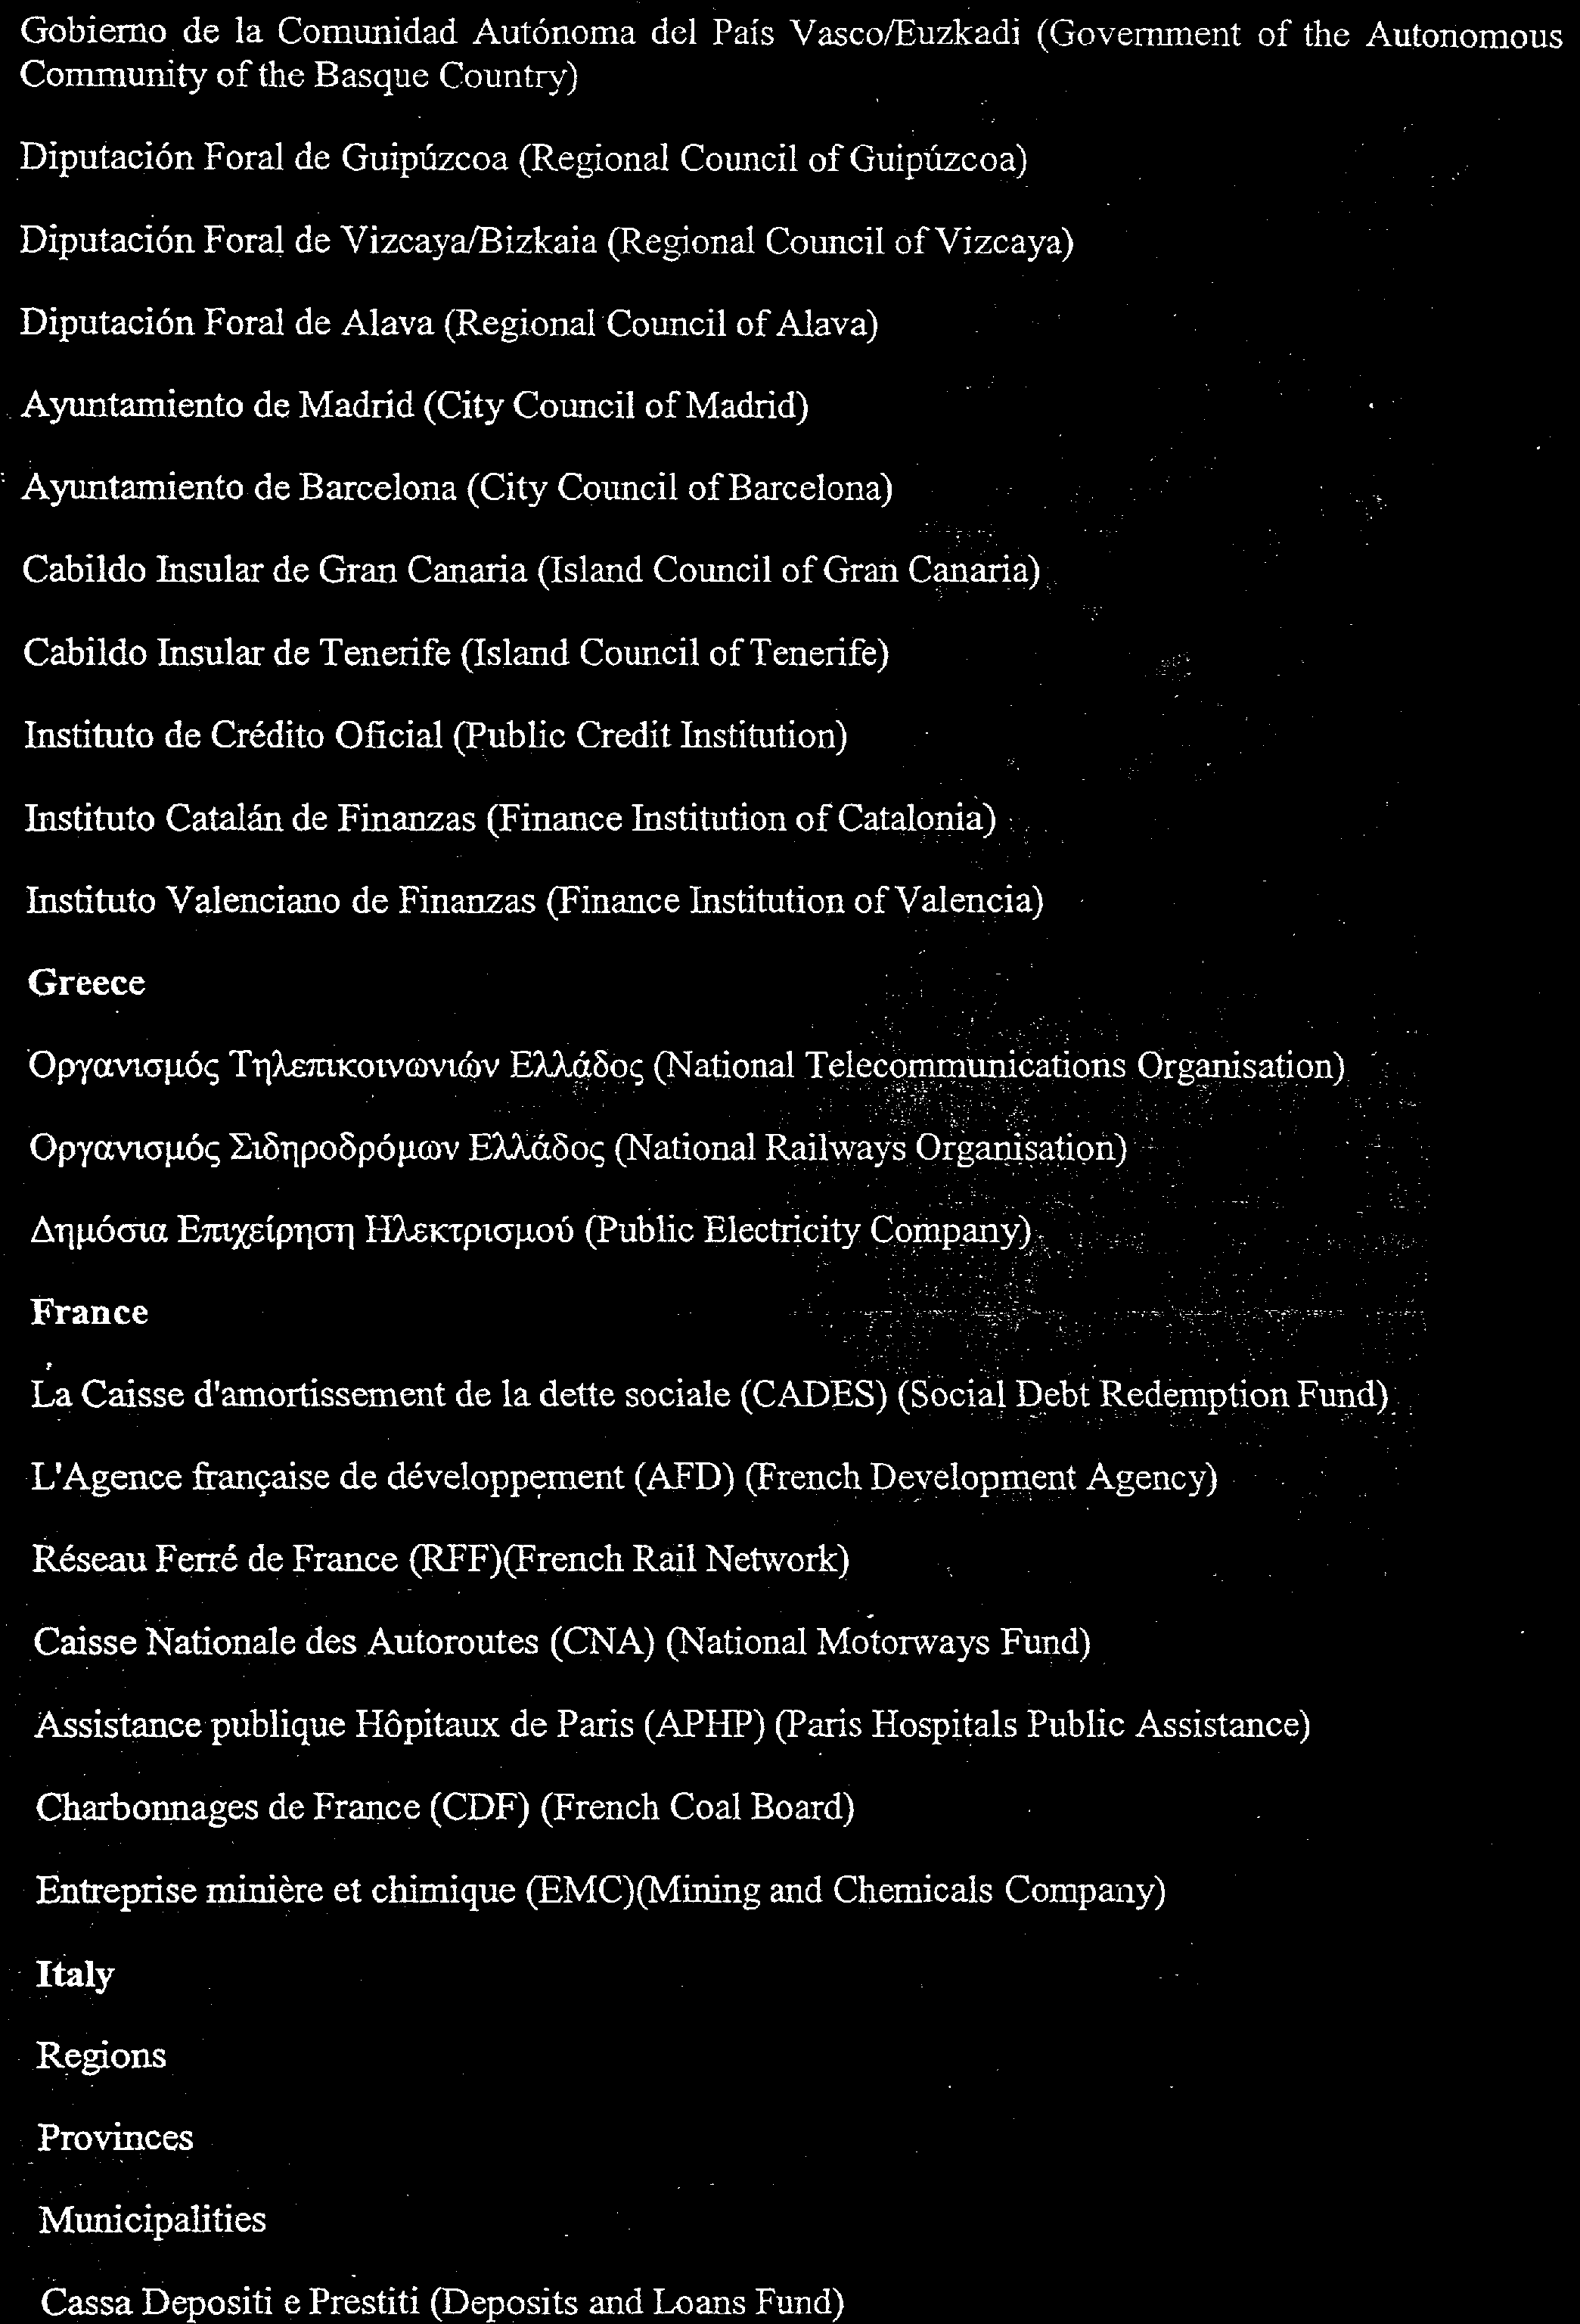 Gobierno de la Comunidad Autónoma del País Vasco/Euzkadi (Government of the Autonomous
Community of the Basque Country)
Diputación Foral de Guipúzcoa (Regional Council of Guipúzcoa)
Diputación Foral de Vizcaya/Bizkaia (Regional Council of Vizcaya)
Diputación Foral de Alava (Regional Council of Alava)
Ayuntamiento de Madrid (City Council of Madrid)
Ayuntamiento de Barcelona (City Council of Barcelona)
Cabildo Insular de Gran Canaria (Island Council of Gran Canaria)
Cabildo Insular de Tenerife (Island Council of Tenerife)
Instituto de Crédito Oficial (Public Credit Institution)
Instituto Catalán de Finanzas (Finance Institution of Catalonia)
Instituto Valenciano de Finanzas (Finance Institution of Valencia)
Greece
Οργανισμός Τηλεπικοινωνιών Ελλάδος (National Telecommunications Organisation)
Οργανισμός Σιδηροδρόμων Ελλάδος (National Railways Organisation)
Δημόσια Επιχείρηση Ηλεκτρισμού (Public Electricity Company)
France
La Caisse d'amortissement de la dette sociale (CADES) (Social Debt Redemption Fund)
L'Agence française de développement (AFD) (French Development Agency)
Réseau Ferré de France (RFF)(French Rail Network)
Caisse Nationale des Autoroutes (CNA) (National Motorways Fund)
Assistance publique Hôpitaux de Paris (APHP) (Paris Hospitals Public Assistance)
Charbonnages de France (CDF) (French Coal Board)
Entreprise minière et chimique (EMC)(Mining and Chemicals Company)
Italy
Regions
Provinces
Municipalities
Cassa Depositi e Prestiti (Deposits and Loans Fund)